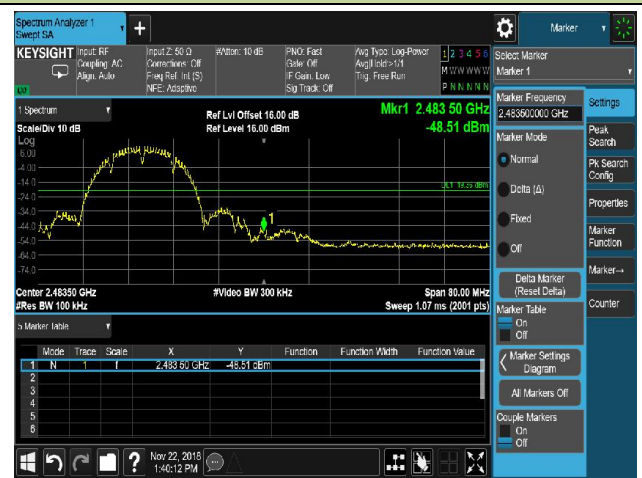 Spectrum Analyzer 1
Swept SA
+
Marker
KEYSIGHT
Input: RF
Coupling: AC
Align: Auto
Input Z: 50 Ω
Corrections: Off
Freq Ref: Int (S)
NFE: Adaptive
#Atten: 10 dB
PNO: Fast
Gate: Off
IF Gain: Low
Sig Track: Off
Avg Type: Log-Power
Avg|Hold:>1/1
Trig: Free Run
1 2 3 4 5 6
M W W W W W
P N N N N N
Select Marker
Marker 1
1 Spectrum
Scale/Div 10 dB
Log
Ref Lvl Offset 16.00 dB
Ref Level 16.00 dBm
Mkr1 2.483 50 GHz
-48.51 dBm
6.00
-4.00
-14.0
-24.0
-34.0
-44.0
-54.0
-64.0
-74.0
1
Center 2.48350 GHz
#Res BW 100 kHz
#Video BW 300 kHz
Span 80.00 MHz
Sweep 1.07 ms (2001 pts)
5 Marker Table
Mode Trace Scale X Y Function Function Width Function Value
1 N 1 f 2.483 50 GHz -48.51 dBm
2
3
4
5
6
Marker Frequency
2.483500000 GHz
Marker Mode
Normal
Delta (Δ)
Fixed
Off
Delta Marker
(Reset Delta)
Marker Table
On
Off
Marker Settings
Diagram
All Markers Off
Couple Markers
On
Off
Settings
Peak
Search
Pk Search
Config
Properties
Marker
Function
Marker→
Counter
?
Nov 22, 2018
1:40:12 PM